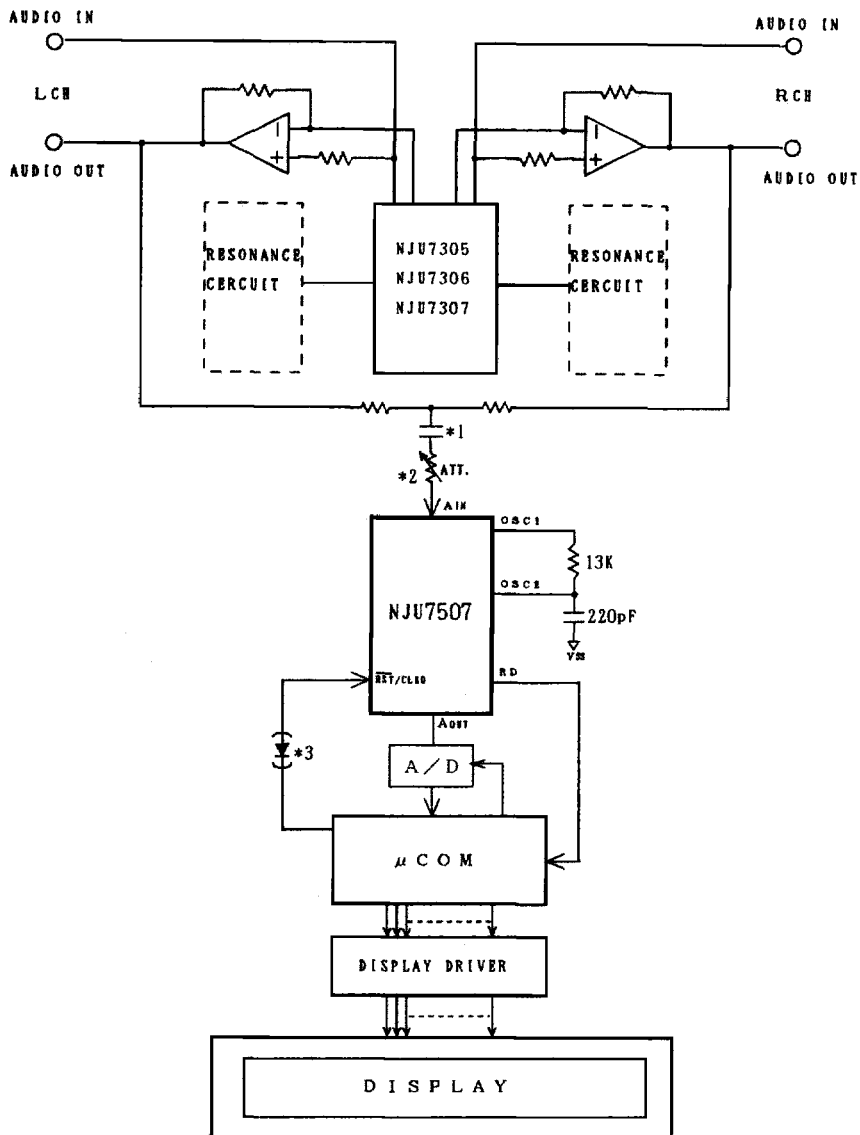 AUDIO IN
AUDIO IN
LCH
RCH
AUDIO OUT
AUDIO OUT
RESONANCE
CERCUIT
NJU7305
NJU7306
NJU7307
RESONANCE
CERCUIT
*1
*2 ATT.
AIN
OSC1
13K
OSC2
NJU7507
220pF
VSS
RST/CLKO
RD
AOUT
*3
A/D
μCOM
DISPLAY DRIVER
DISPLAY